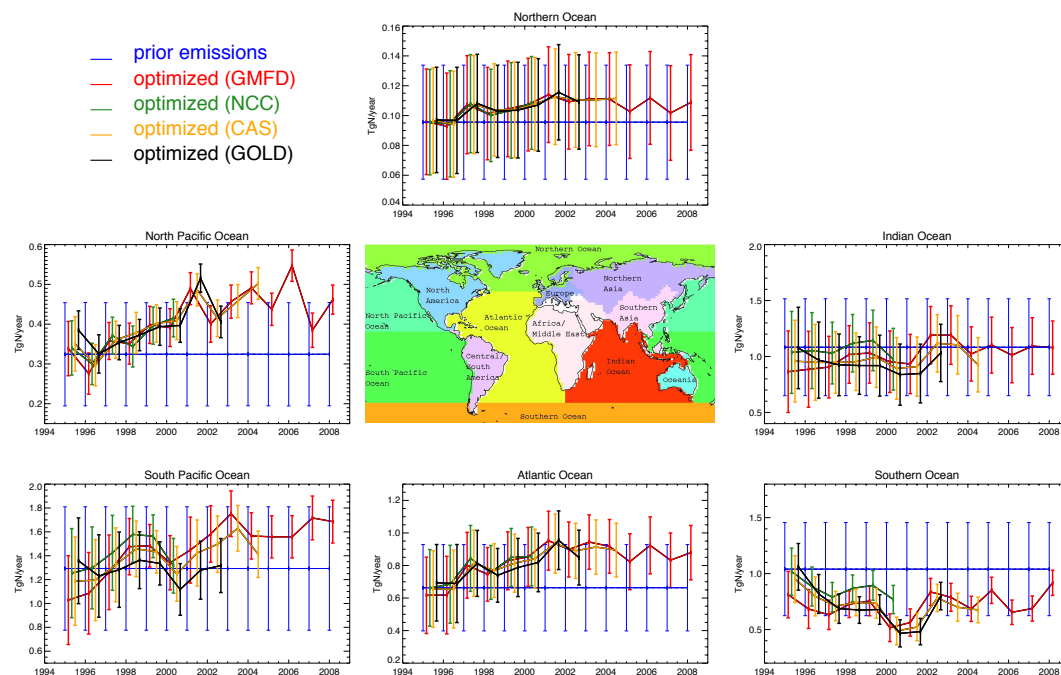 Northern Ocean
prior emissions
optimized (GMFD)
optimized (NCC)
optimized (CAS)
optimized (GOLD)
TgN/year
0.16
0.14
0.12
0.10
0.08
0.06
0.04
1994 1996 1998 2000 2002 2004 2006 2008
North Pacific Ocean
TgN/year
0.6
0.5
0.4
0.3
0.2
1994 1996 1998 2000 2002 2004 2006 2008
Northern Ocean
North
America
Europe
Northern
Asia
North Pacific
Ocean
Atlantic
Ocean
Africa/
Middle East
Southern
Asia
South Pacific
Ocean
Central/
South
America
Indian
Ocean
Oceania
Southern Ocean
Indian Ocean
TgN/year
2.0
1.5
1.0
0.5
1994 1996 1998 2000 2002 2004 2006 2008
South Pacific Ocean
TgN/year
2.0
1.8
1.6
1.4
1.2
1.0
0.8
0.6
1994 1996 1998 2000 2002 2004 2006 2008
Atlantic Ocean
TgN/year
1.2
1.0
0.8
0.6
0.4
0.2
1994 1996 1998 2000 2002 2004 2006 2008
Southern Ocean
TgN/year
2.0
1.5
1.0
0.5
1994 1996 1998 2000 2002 2004 2006 2008